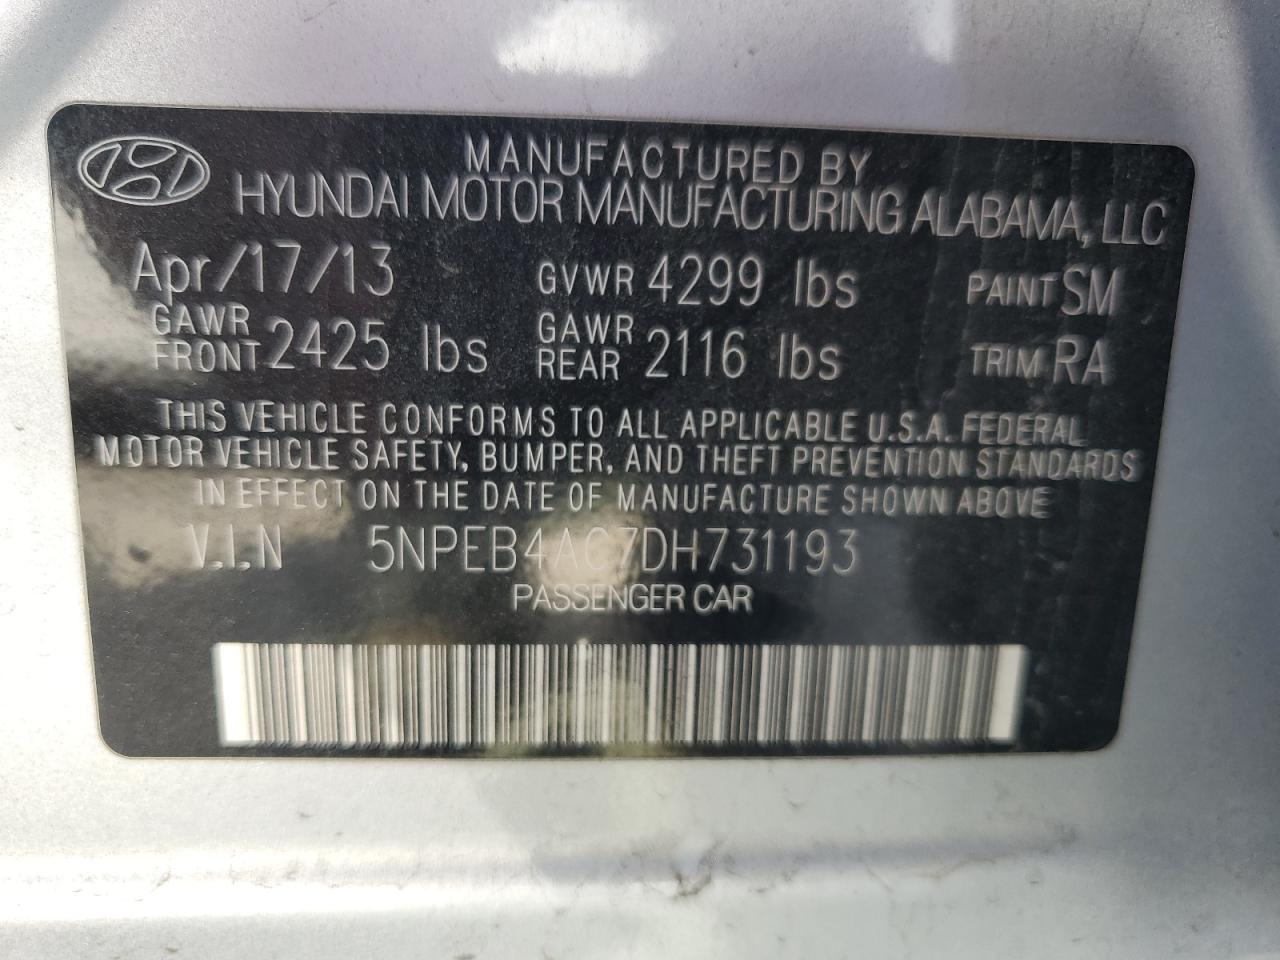 MANUFACTURED BY
HYUNDAI MOTOR MANUFACTURING ALABAMA, LLC
Apr/17/13 GVWR 4299 lbs PAINT SM
GAWR FRONT 2425 lbs GAWR REAR 2116 lbs TRIM RA
THIS VEHICLE CONFORMS TO ALL APPLICABLE U.S.A. FEDERAL
MOTOR VEHICLE SAFETY, BUMPER, AND THEFT PREVENTION STANDARDS
IN EFFECT ON THE DATE OF MANUFACTURE SHOWN ABOVE
V.I.N 5NPEB4AC7DH731193
PASSENGER CAR